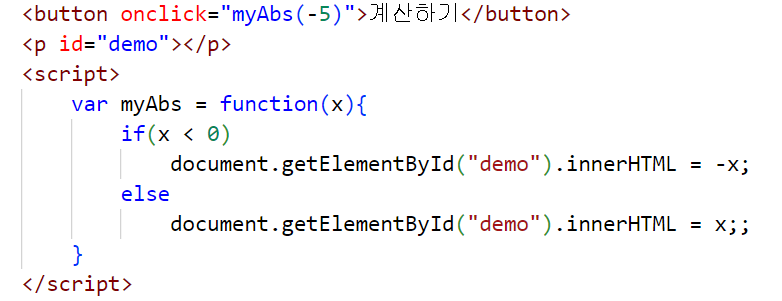 <button onclick="myAbs(-5)">계산하기</button>
<p id="demo"></p>
<script>
var myAbs = function(x){
if(x < 0)
document.getElementById("demo").innerHTML = -x;
else
document.getElementById("demo").innerHTML = x;;
}
</script>